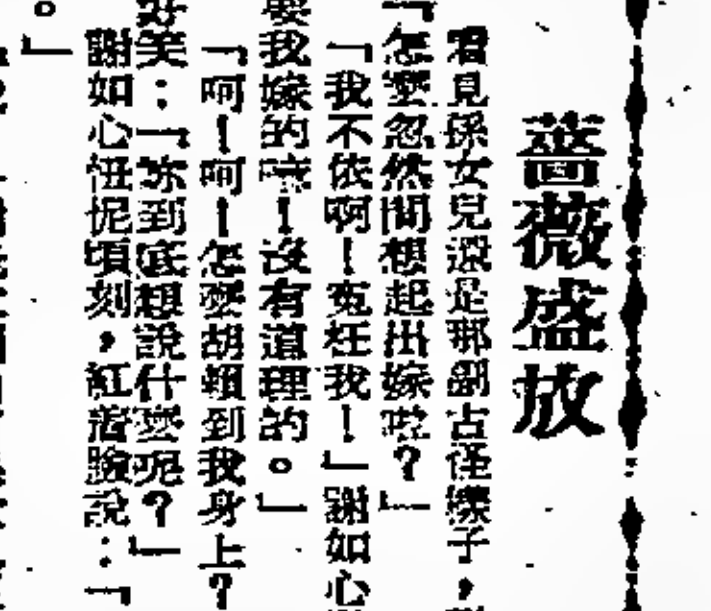 薔薇盛放
看見係女兒還是那副古怪樣子,
「怎麼忽然間想起出嫁啦?」
「我不依啊!冤枉我!」謝如心
要我嫁的啫!沒有道理的。」
「呵!呵!怎麼胡賴到我身上?
好笑:「你到底想說什麼呢?」
謝如心忸怩頃刻,紅着臉說:「
。」